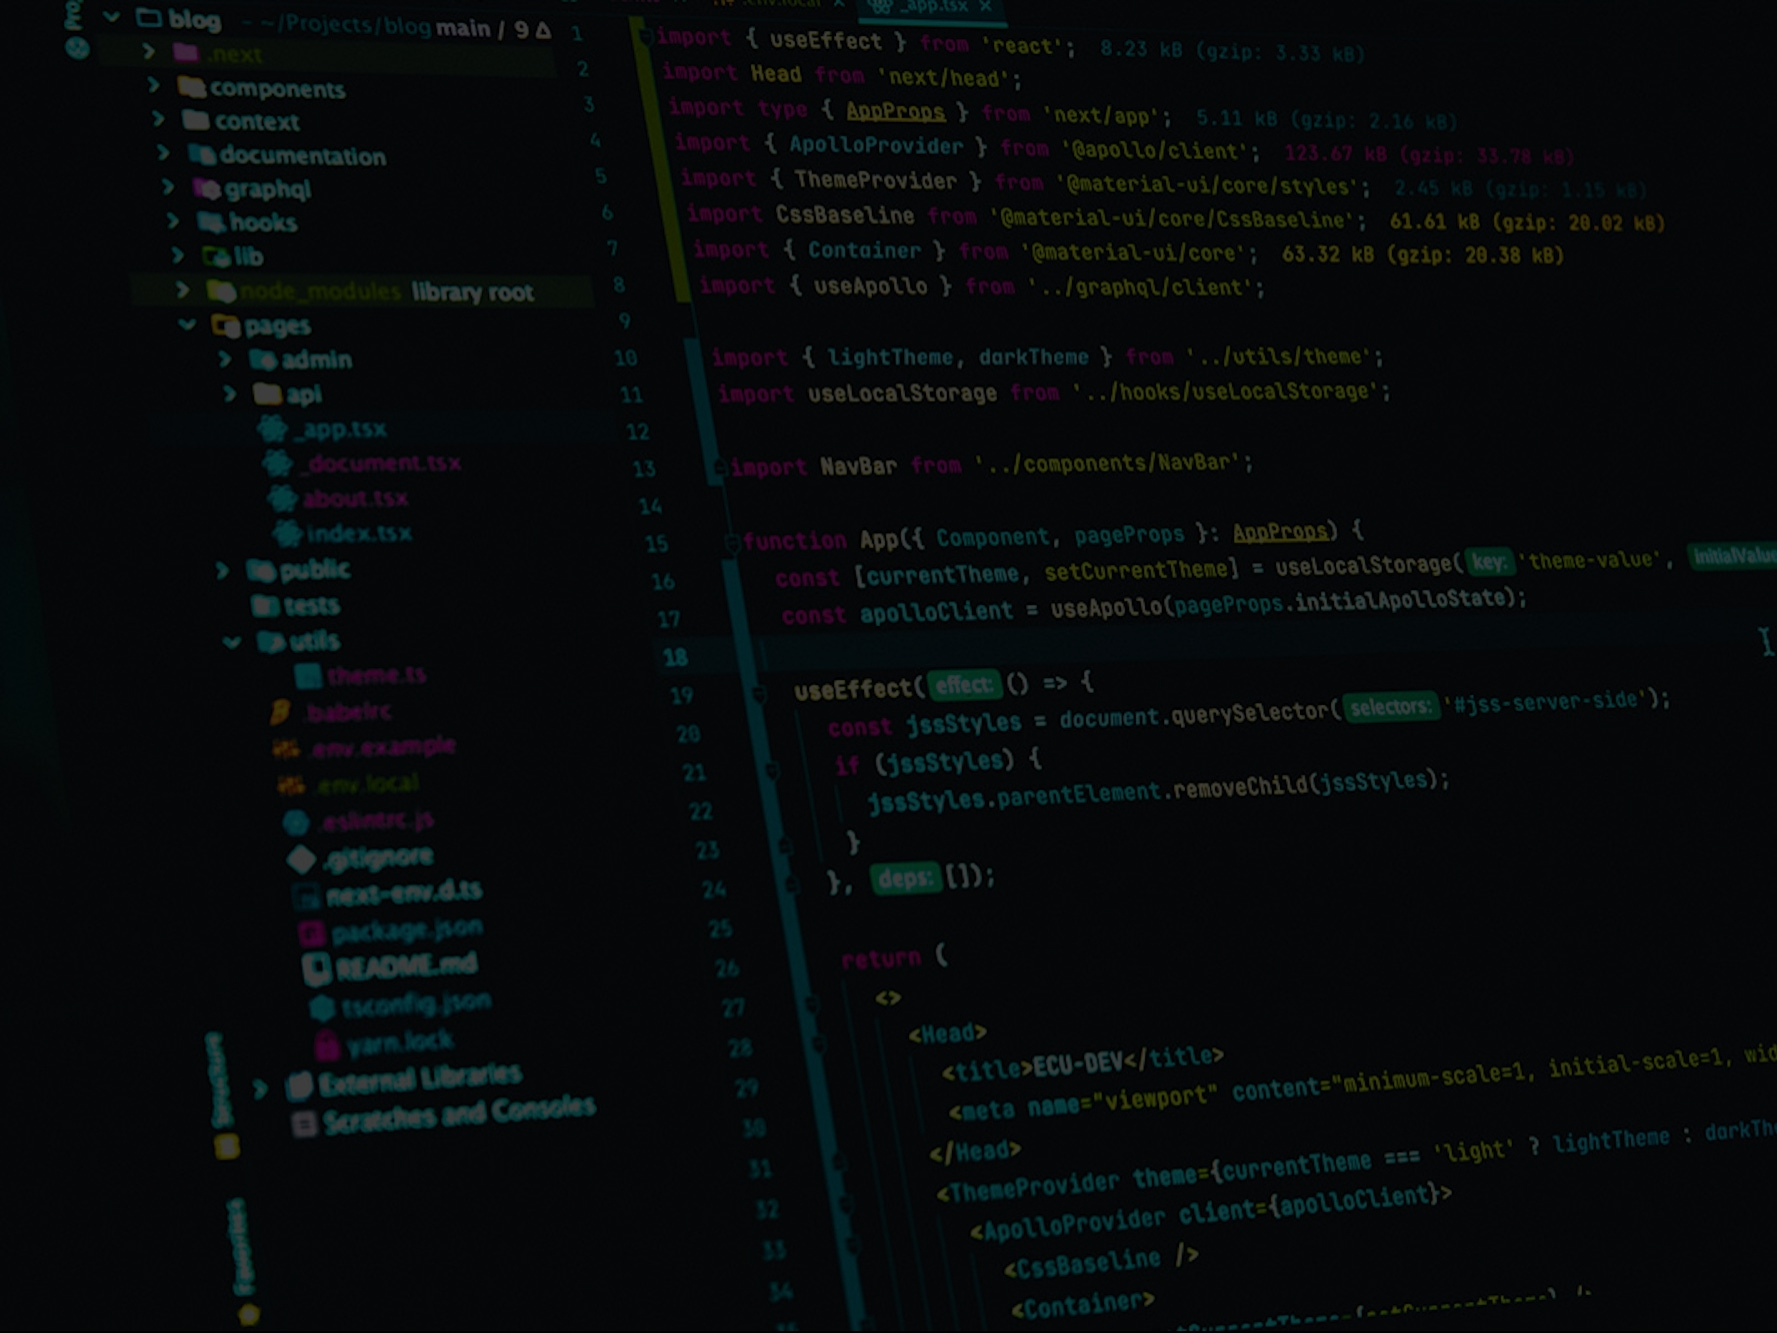 blog ~/Projects/blog main / 9 Δ
.next
components
context
documentation
graphql
hooks
lib
node_modules library root
pages
admin
api
_app.tsx
_document.tsx
about.tsx
index.tsx
public
tests
utils
theme.ts
.babelrc
.env.example
.env.local
.eslintrc.js
.gitignore
next-env.d.ts
package.json
README.md
tsconfig.json
yarn.lock
External Libraries
Scratches and Consoles
Structure
Favorites
.env.local
_app.tsx
1 import { useEffect } from 'react'; 8.23 kB (gzip: 3.33 kB)
2 import Head from 'next/head';
3 import type { AppProps } from 'next/app'; 5.11 kB (gzip: 2.16 kB)
4 import { ApolloProvider } from '@apollo/client'; 123.67 kB (gzip: 33.78 kB)
5 import { ThemeProvider } from '@material-ui/core/styles'; 2.45 kB (gzip: 1.15 kB)
6 import CssBaseline from '@material-ui/core/CssBaseline'; 61.61 kB (gzip: 20.02 kB)
7 import { Container } from '@material-ui/core'; 63.32 kB (gzip: 20.38 kB)
8 import { useApollo } from '../graphql/client';
9
10 import { lightTheme, darkTheme } from '../utils/theme';
11 import useLocalStorage from '../hooks/useLocalStorage';
12
13 import NavBar from '../components/NavBar';
14
15 function App({ Component, pageProps }: AppProps) {
16 const [currentTheme, setCurrentTheme] = useLocalStorage( key: 'theme-value', initialValue
17 const apolloClient = useApollo(pageProps.initialApolloState);
18
19 useEffect( effect: () => {
20 const jssStyles = document.querySelector( selectors: '#jss-server-side');
21 if (jssStyles) {
22 jssStyles.parentElement.removeChild(jssStyles);
23 }
24 }, deps: []);
25
26 return (
27 <>
28 <Head>
29 <title>ECU-DEV</title>
30 <meta name="viewport" content="minimum-scale=1, initial-scale=1, wid
31 </Head>
32 <ThemeProvider theme={currentTheme === 'light' ? lightTheme : darkThe
33 <ApolloProvider client={apolloClient}>
34 <CssBaseline />
<Container>